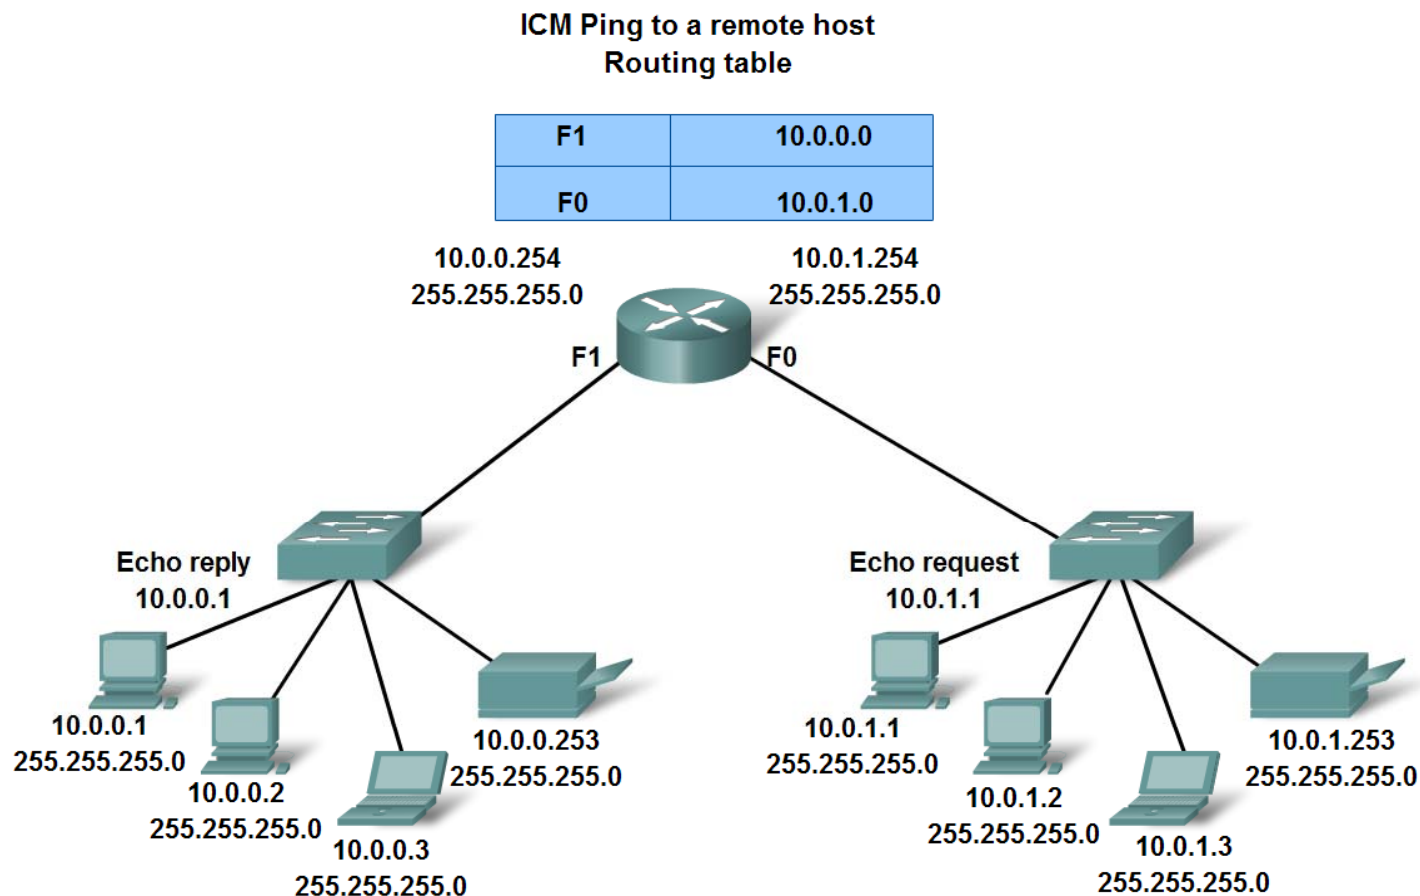 ICM Ping to a remote host
Routing table
F1 10.0.0.0
F0 10.0.1.0
10.0.0.254
255.255.255.0
10.0.1.254
255.255.255.0
F1
F0
Echo reply
10.0.0.1
Echo request
10.0.1.1
10.0.0.1
255.255.255.0
10.0.0.2
255.255.255.0
10.0.0.3
255.255.255.0
10.0.0.253
255.255.255.0
10.0.1.1
255.255.255.0
10.0.1.2
255.255.255.0
10.0.1.3
255.255.255.0
10.0.1.253
255.255.255.0